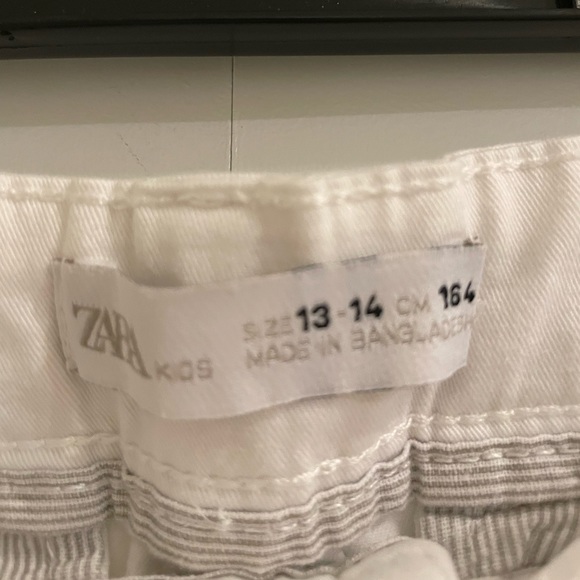 ZARA KIDS
SIZE 13-14 CM 164
MADE IN BANGLADESH